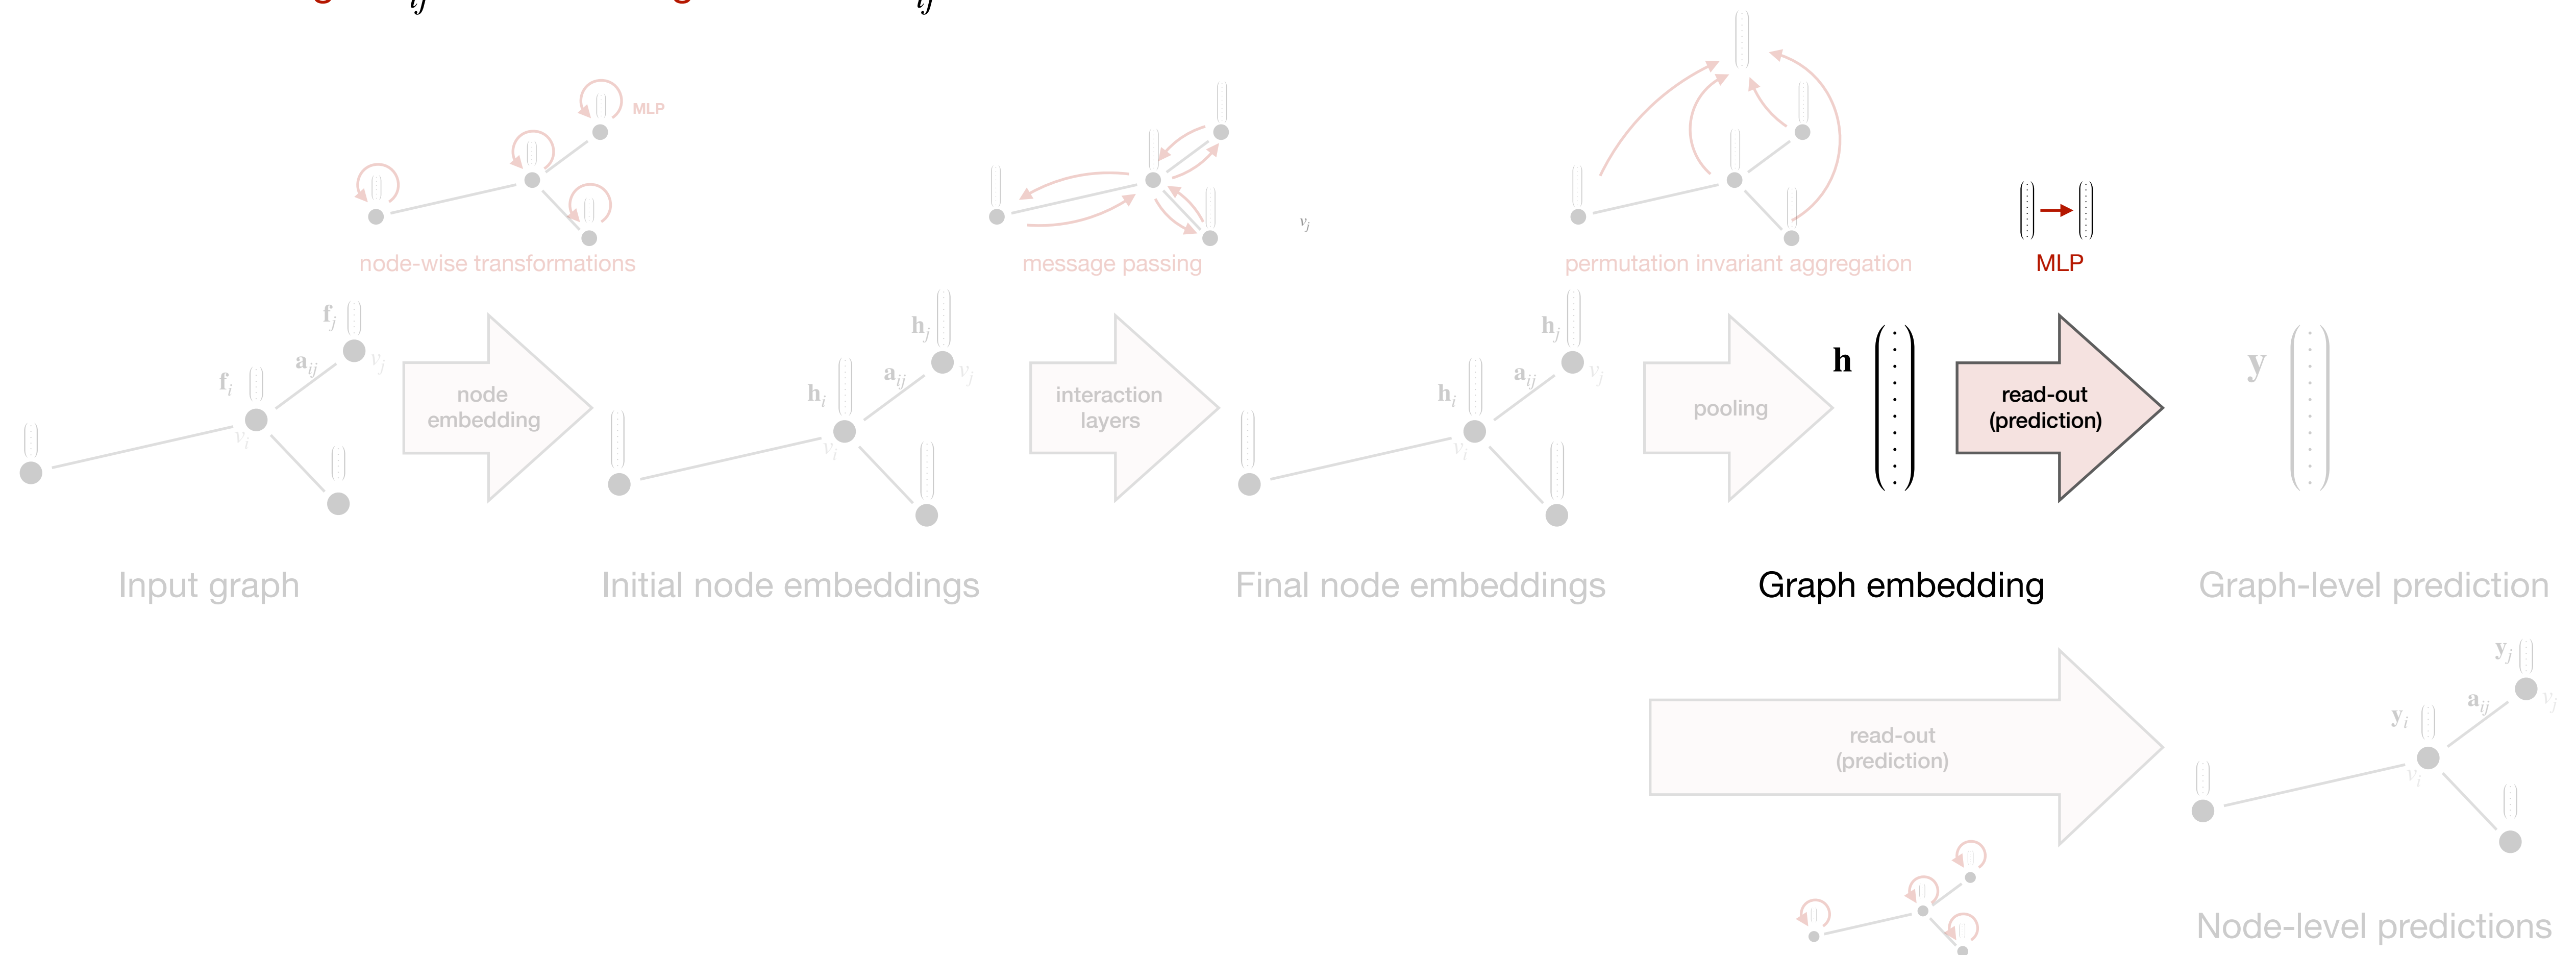 g
ij
g
ij
MLP
node-wise transformations
message passing
v_j
permutation invariant aggregation
MLP
f_j
a_ij
v_j
f_i
v_i
node
embedding
h_j
a_ij
v_j
h_i
v_i
interaction
layers
h_j
a_ij
v_j
h_i
v_i
pooling
h
read-out
(prediction)
y
Input graph
Initial node embeddings
Final node embeddings
Graph embedding
Graph-level prediction
read-out
(prediction)
y_j
a_ij
v_j
y_i
v_i
Node-level predictions